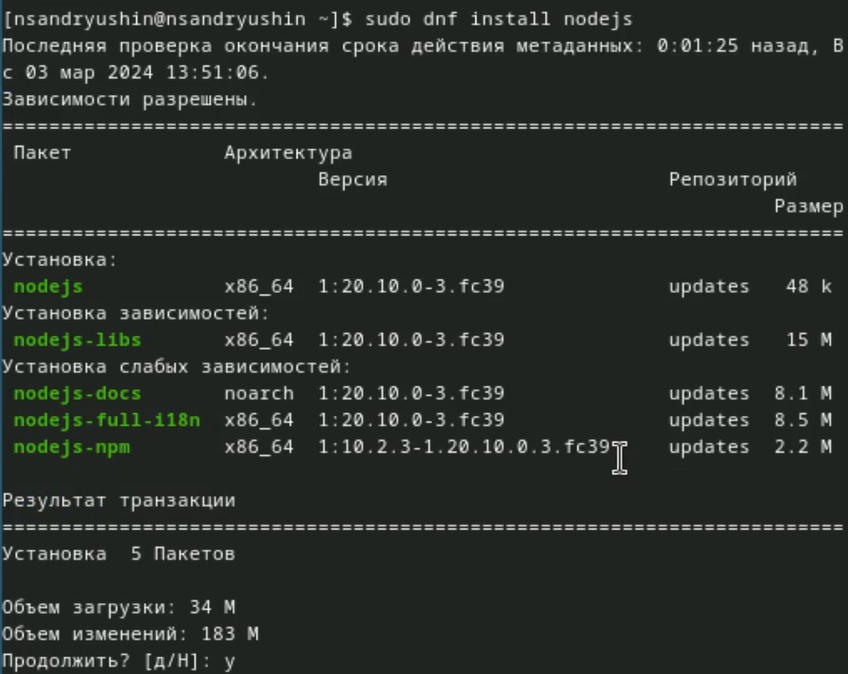 [nsandryushin@nsandryushin ~]$ sudo dnf install nodejs
Последняя проверка окончания срока действия метаданных: 0:01:25 назад, В
с 03 мар 2024 13:51:06.
Зависимости разрешены.
================================================================================
Пакет Архитектура
Версия Репозиторий
Размер
================================================================================
Установка:
nodejs x86_64 1:20.10.0-3.fc39 updates 48 k
Установка зависимостей:
nodejs-libs x86_64 1:20.10.0-3.fc39 updates 15 M
Установка слабых зависимостей:
nodejs-docs noarch 1:20.10.0-3.fc39 updates 8.1 M
nodejs-full-i18n x86_64 1:20.10.0-3.fc39 updates 8.5 M
nodejs-npm x86_64 1:10.2.3-1.20.10.0.3.fc39 updates 2.2 M
Результат транзакции
================================================================================
Установка 5 Пакетов
Объем загрузки: 34 M
Объем изменений: 183 M
Продолжить? [д/Н]: y